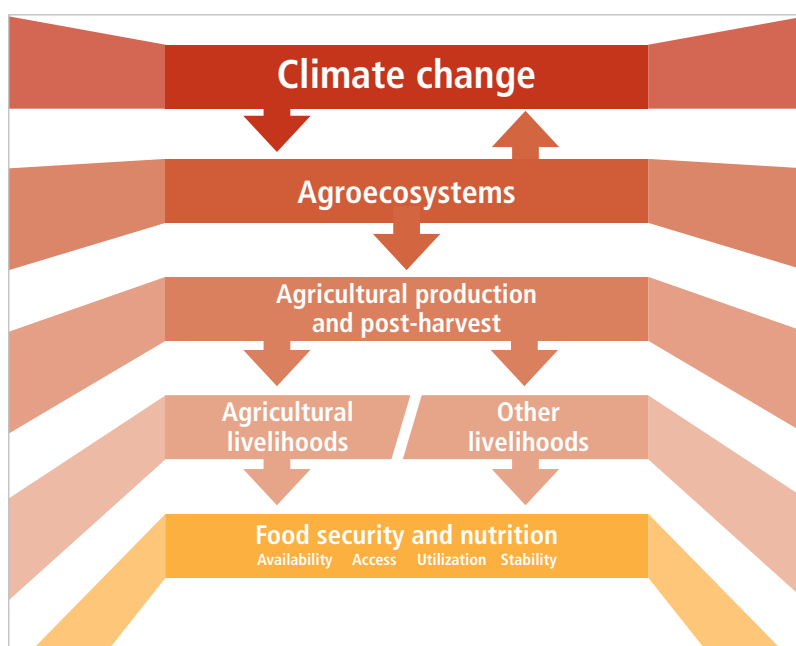 Climate change
Agroecosystems
Agricultural production
and post-harvest
Agricultural
livelihoods
Other
livelihoods
Food security and nutrition
Availability Access Utilization Stability